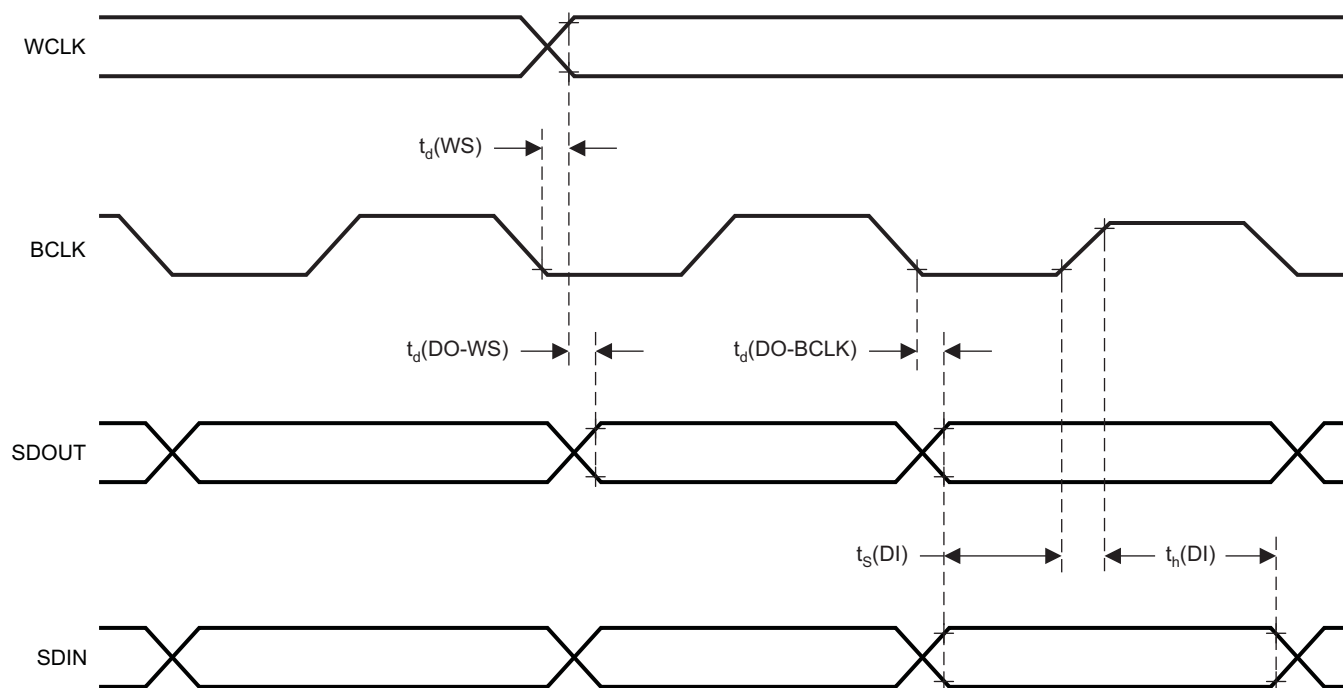 WCLK
t_d(WS)
BCLK
t_d(DO-WS)
t_d(DO-BCLK)
SDOUT
t_S(DI)
t_h(DI)
SDIN